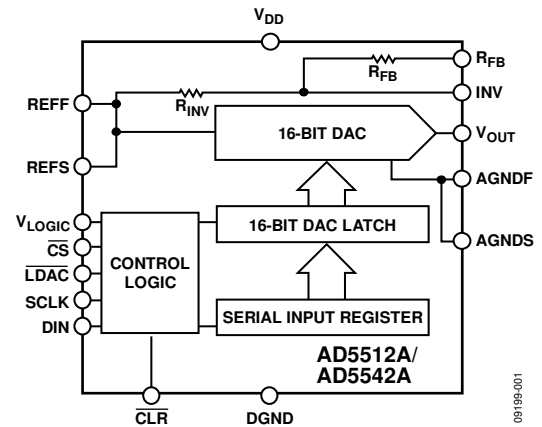 VDD
RFB
RFB
INV
REFF
RINV
16-BIT DAC
VOUT
REFS
AGNDF
VLOGIC
16-BIT DAC LATCH
AGNDS
CS
CONTROL
LOGIC
LDAC
SCLK
SERIAL INPUT REGISTER
DIN
AD5512A/
AD5542A
CLR
DGND
09199-001